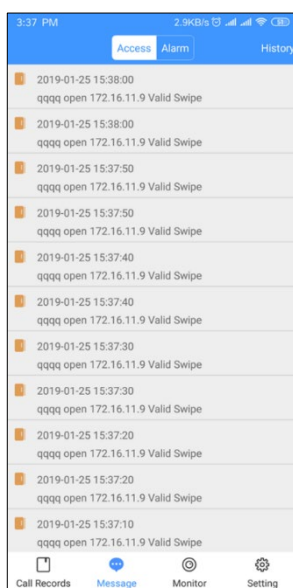 3:37 PM 2.9KB/s
Access Alarm History
2019-01-25 15:38:00
qqqq open 172.16.11.9 Valid Swipe
2019-01-25 15:38:00
qqqq open 172.16.11.9 Valid Swipe
2019-01-25 15:37:50
qqqq open 172.16.11.9 Valid Swipe
2019-01-25 15:37:50
qqqq open 172.16.11.9 Valid Swipe
2019-01-25 15:37:40
qqqq open 172.16.11.9 Valid Swipe
2019-01-25 15:37:40
qqqq open 172.16.11.9 Valid Swipe
2019-01-25 15:37:30
qqqq open 172.16.11.9 Valid Swipe
2019-01-25 15:37:30
qqqq open 172.16.11.9 Valid Swipe
2019-01-25 15:37:20
qqqq open 172.16.11.9 Valid Swipe
2019-01-25 15:37:20
qqqq open 172.16.11.9 Valid Swipe
2019-01-25 15:37:10
qqqq open 172.16.11.9 Valid Swipe
Call Records Message Monitor Setting